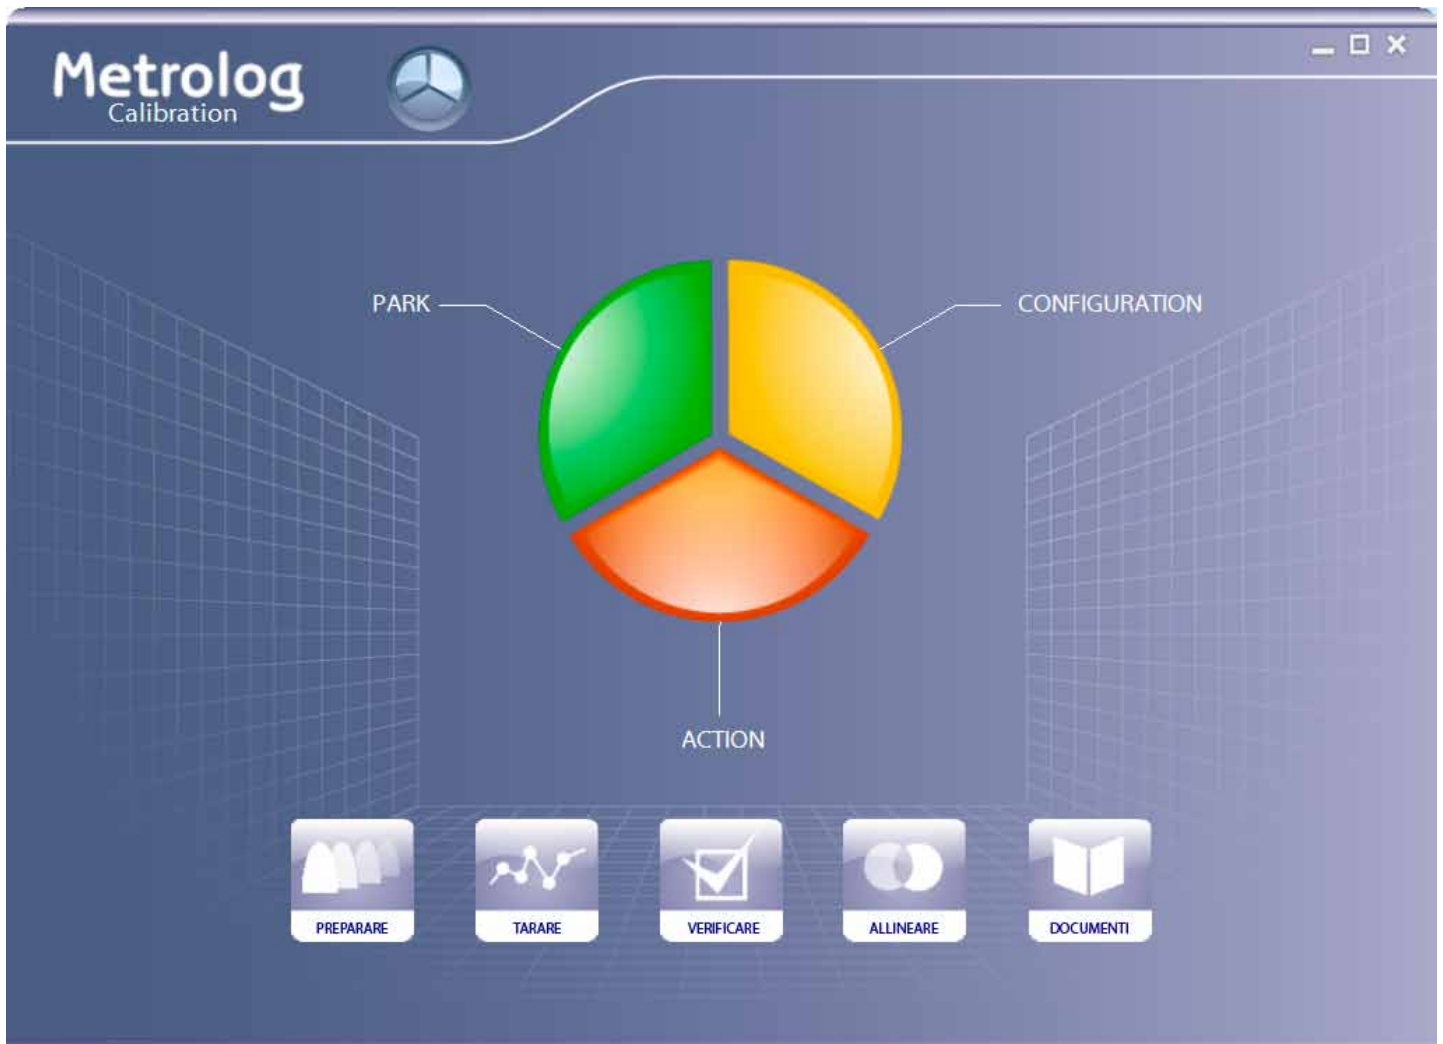 Metrolog
Calibration
PARK
CONFIGURATION
ACTION
PREPARARE
TARARE
VERIFICARE
ALLINEARE
DOCUMENTI